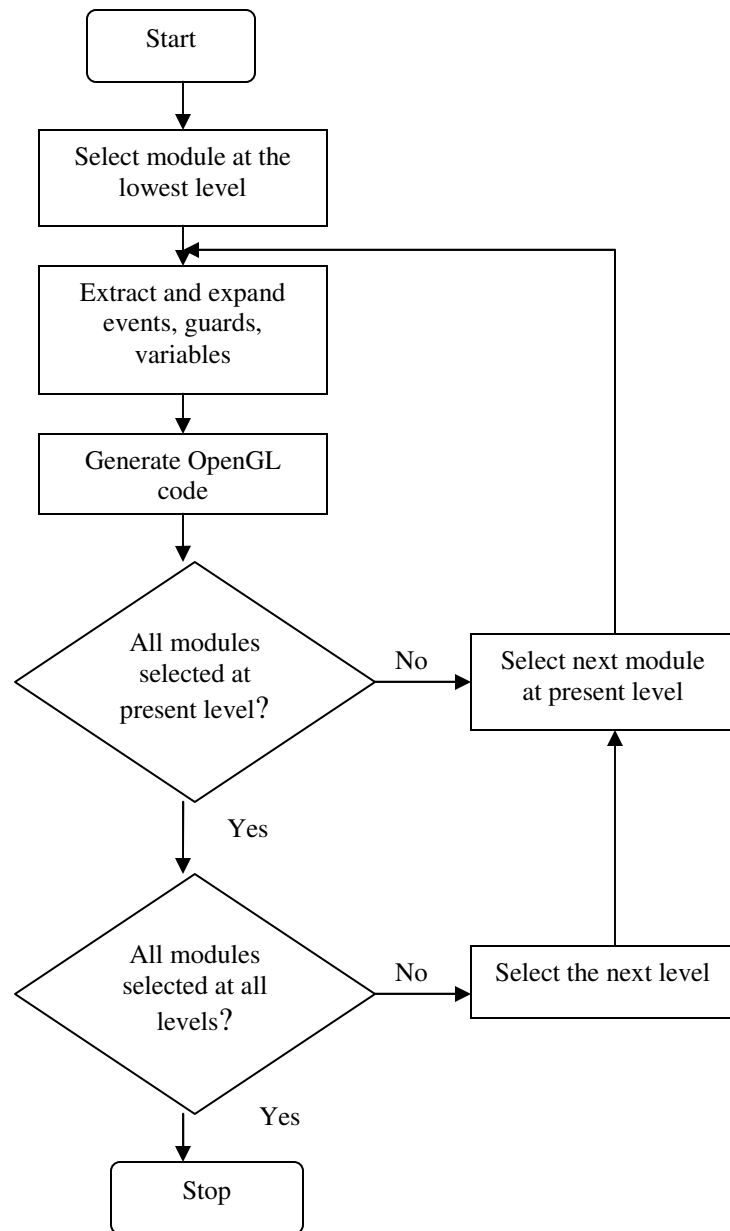 Start
Select module at the
lowest level
Extract and expand
events, guards,
variables
Generate OpenGL
code
All modules
selected at
present level?
No
Select next module
at present level
Yes
All modules
selected at all
levels?
No
Select the next level
Yes
Stop